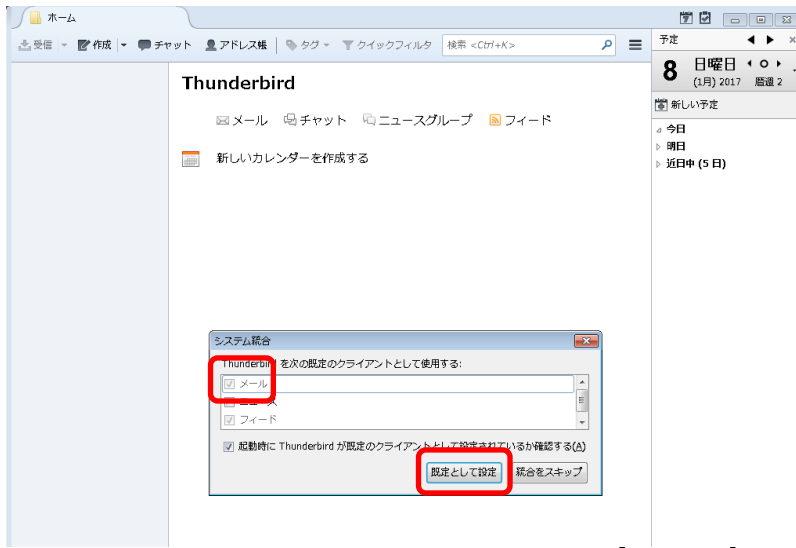 ホーム
受信 作成 チャット アドレス帳 タグ クイックフィルタ 検索 <Ctrl+K>
Thunderbird
メール チャット ニュースグループ フィード
新しいカレンダーを作成する
予定
8 日曜日
(1月) 2017 暦週 2
新しい予定
今日
明日
近日中 (5 日)
システム統合
Thunderbird を次の既定のクライアントとして使用する:
メール
ニュース
フィード
起動時に Thunderbird が既定のクライアントとして設定されているか確認する(A)
既定として設定 統合をスキップ